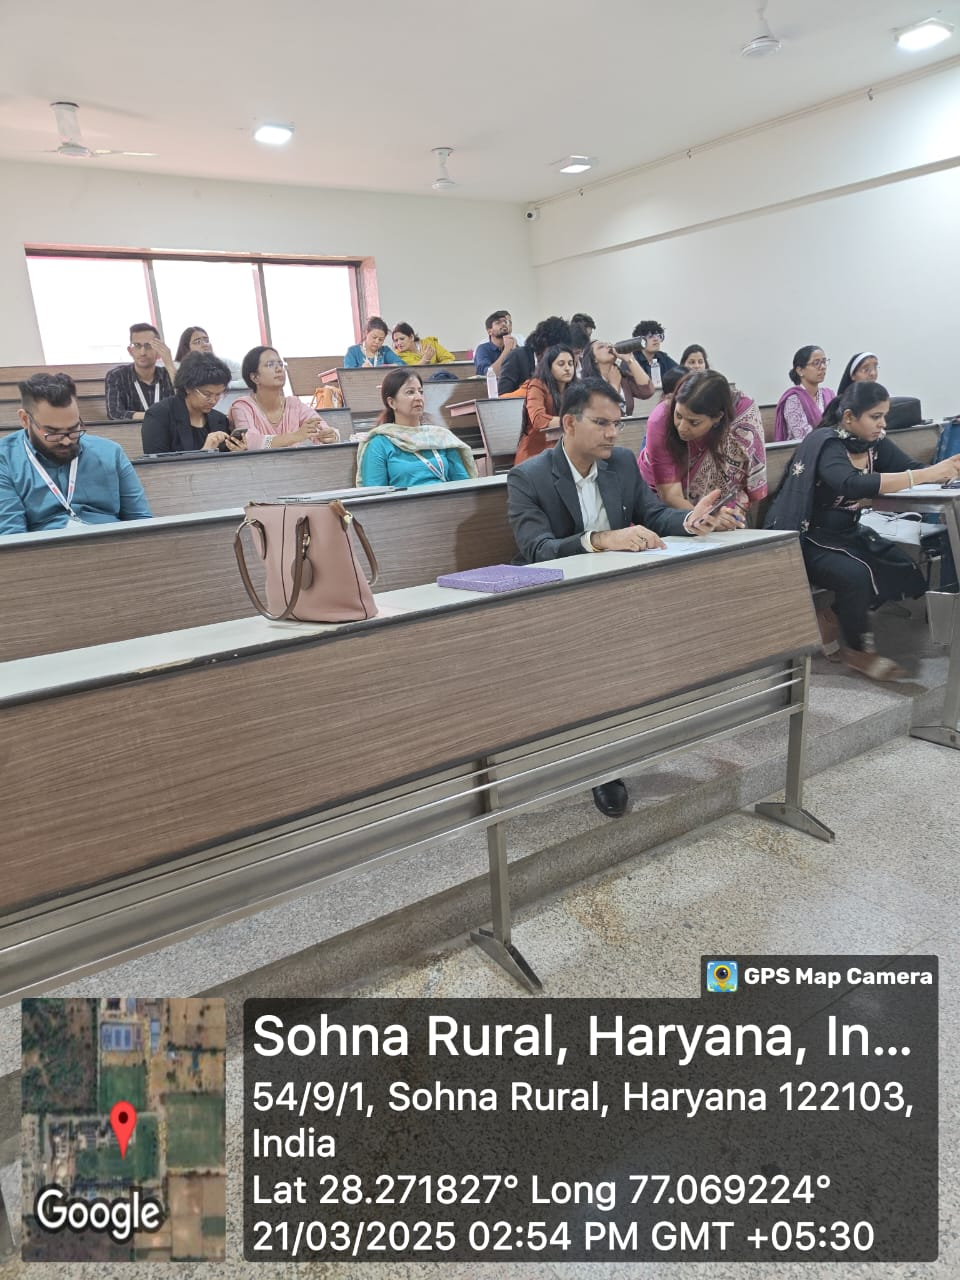 GPS Map Camera
Sohna Rural, Haryana, In...
54/9/1, Sohna Rural, Haryana 122103,
India
Lat 28.271827° Long 77.069224°
21/03/2025 02:54 PM GMT +05:30
Google